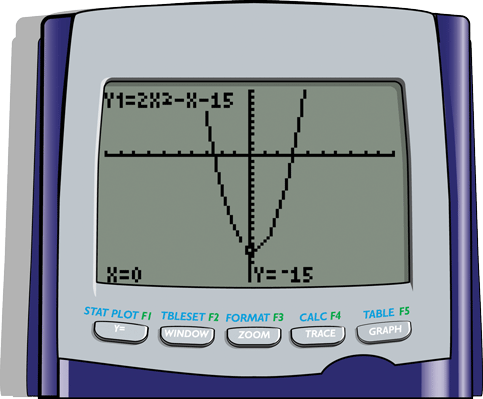 Y1=2X²-X-15
X=0 Y=-15
STAT PLOT F1 TBLESET F2 FORMAT F3 CALC F4 TABLE F5
Y= WINDOW ZOOM TRACE GRAPH